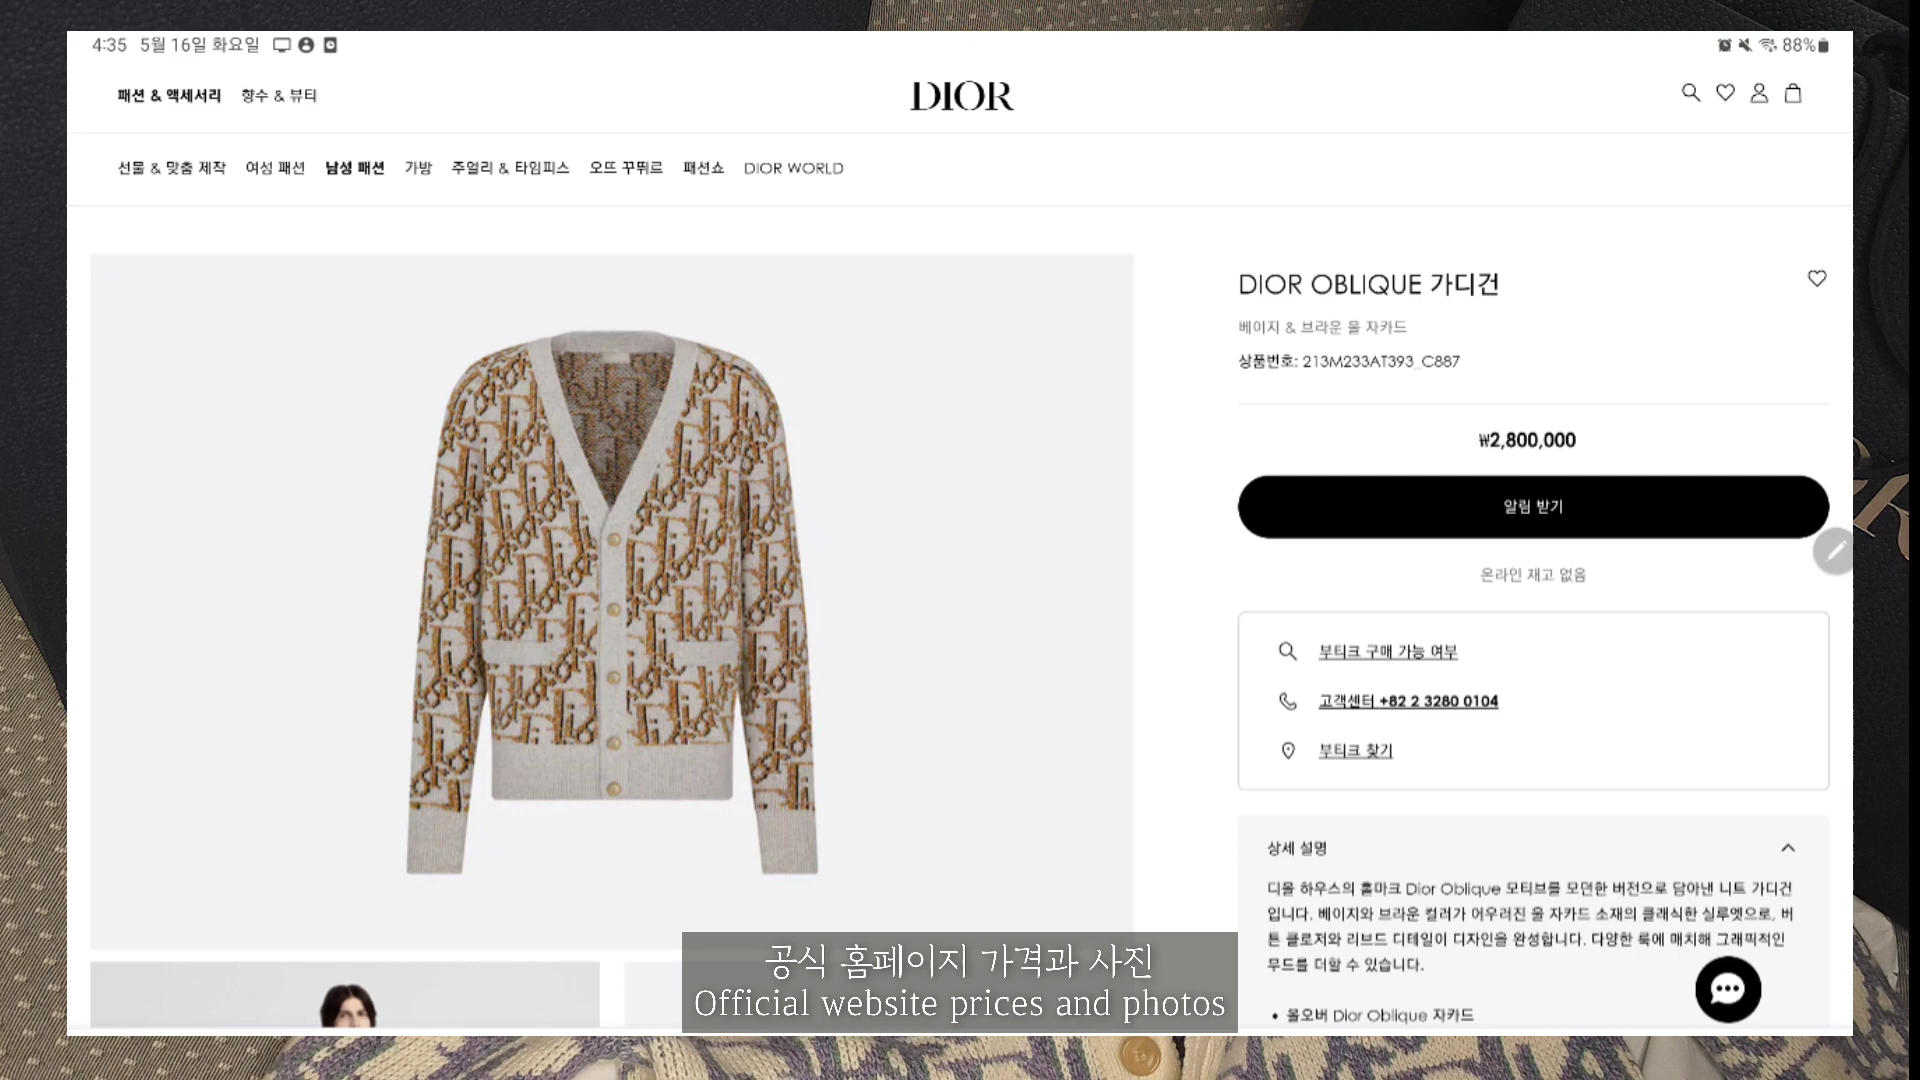 4:35 5월 16일 화요일
88%
패션 & 액세서리 향수 & 뷰티
DIOR
선물 & 맞춤 제작 여성 패션 남성 패션 가방 주얼리 & 타임피스 오뜨 꾸뛰르 패션쇼 DIOR WORLD
DIOR OBLIQUE 가디건
베이지 & 브라운 울 자카드
상품번호: 213M233AT393_C887
₩2,800,000
알림 받기
온라인 재고 없음
부티크 구매 가능 여부
고객센터 +82 2 3280 0104
부티크 찾기
상세 설명
디올 하우스의 홀마크 Dior Oblique 모티브를 모던한 버전으로 담아낸 니트 가디건
입니다. 베이지와 브라운 컬러가 어우러진 울 자카드 소재의 클래식한 실루엣으로, 버
튼 클로저와 리브드 디테일이 디자인을 완성합니다. 다양한 룩에 매치해 그래픽적인
무드를 더할 수 있습니다.
• 올오버 Dior Oblique 자카드
공식 홈페이지 가격과 사진
Official website prices and photos